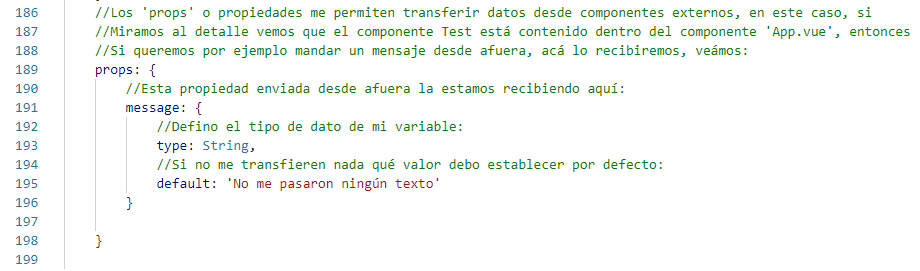 186 //Los 'props' o propiedades me permiten transferir datos desde componentes externos, en este caso, si
187 //Miramos al detalle vemos que el componente Test está contenido dentro del componente 'App.vue', entonces
188 //Si queremos por ejemplo mandar un mensaje desde afuera, acá lo recibiremos, veámos:
189 props: {
190 //Esta propiedad enviada desde afuera la estamos recibiendo aquí:
191 message: {
192 //Defino el tipo de dato de mi variable:
193 type: String,
194 //Si no me transfieren nada qué valor debo establecer por defecto:
195 default: 'No me pasaron ningún texto'
196 }
197
198 }
199